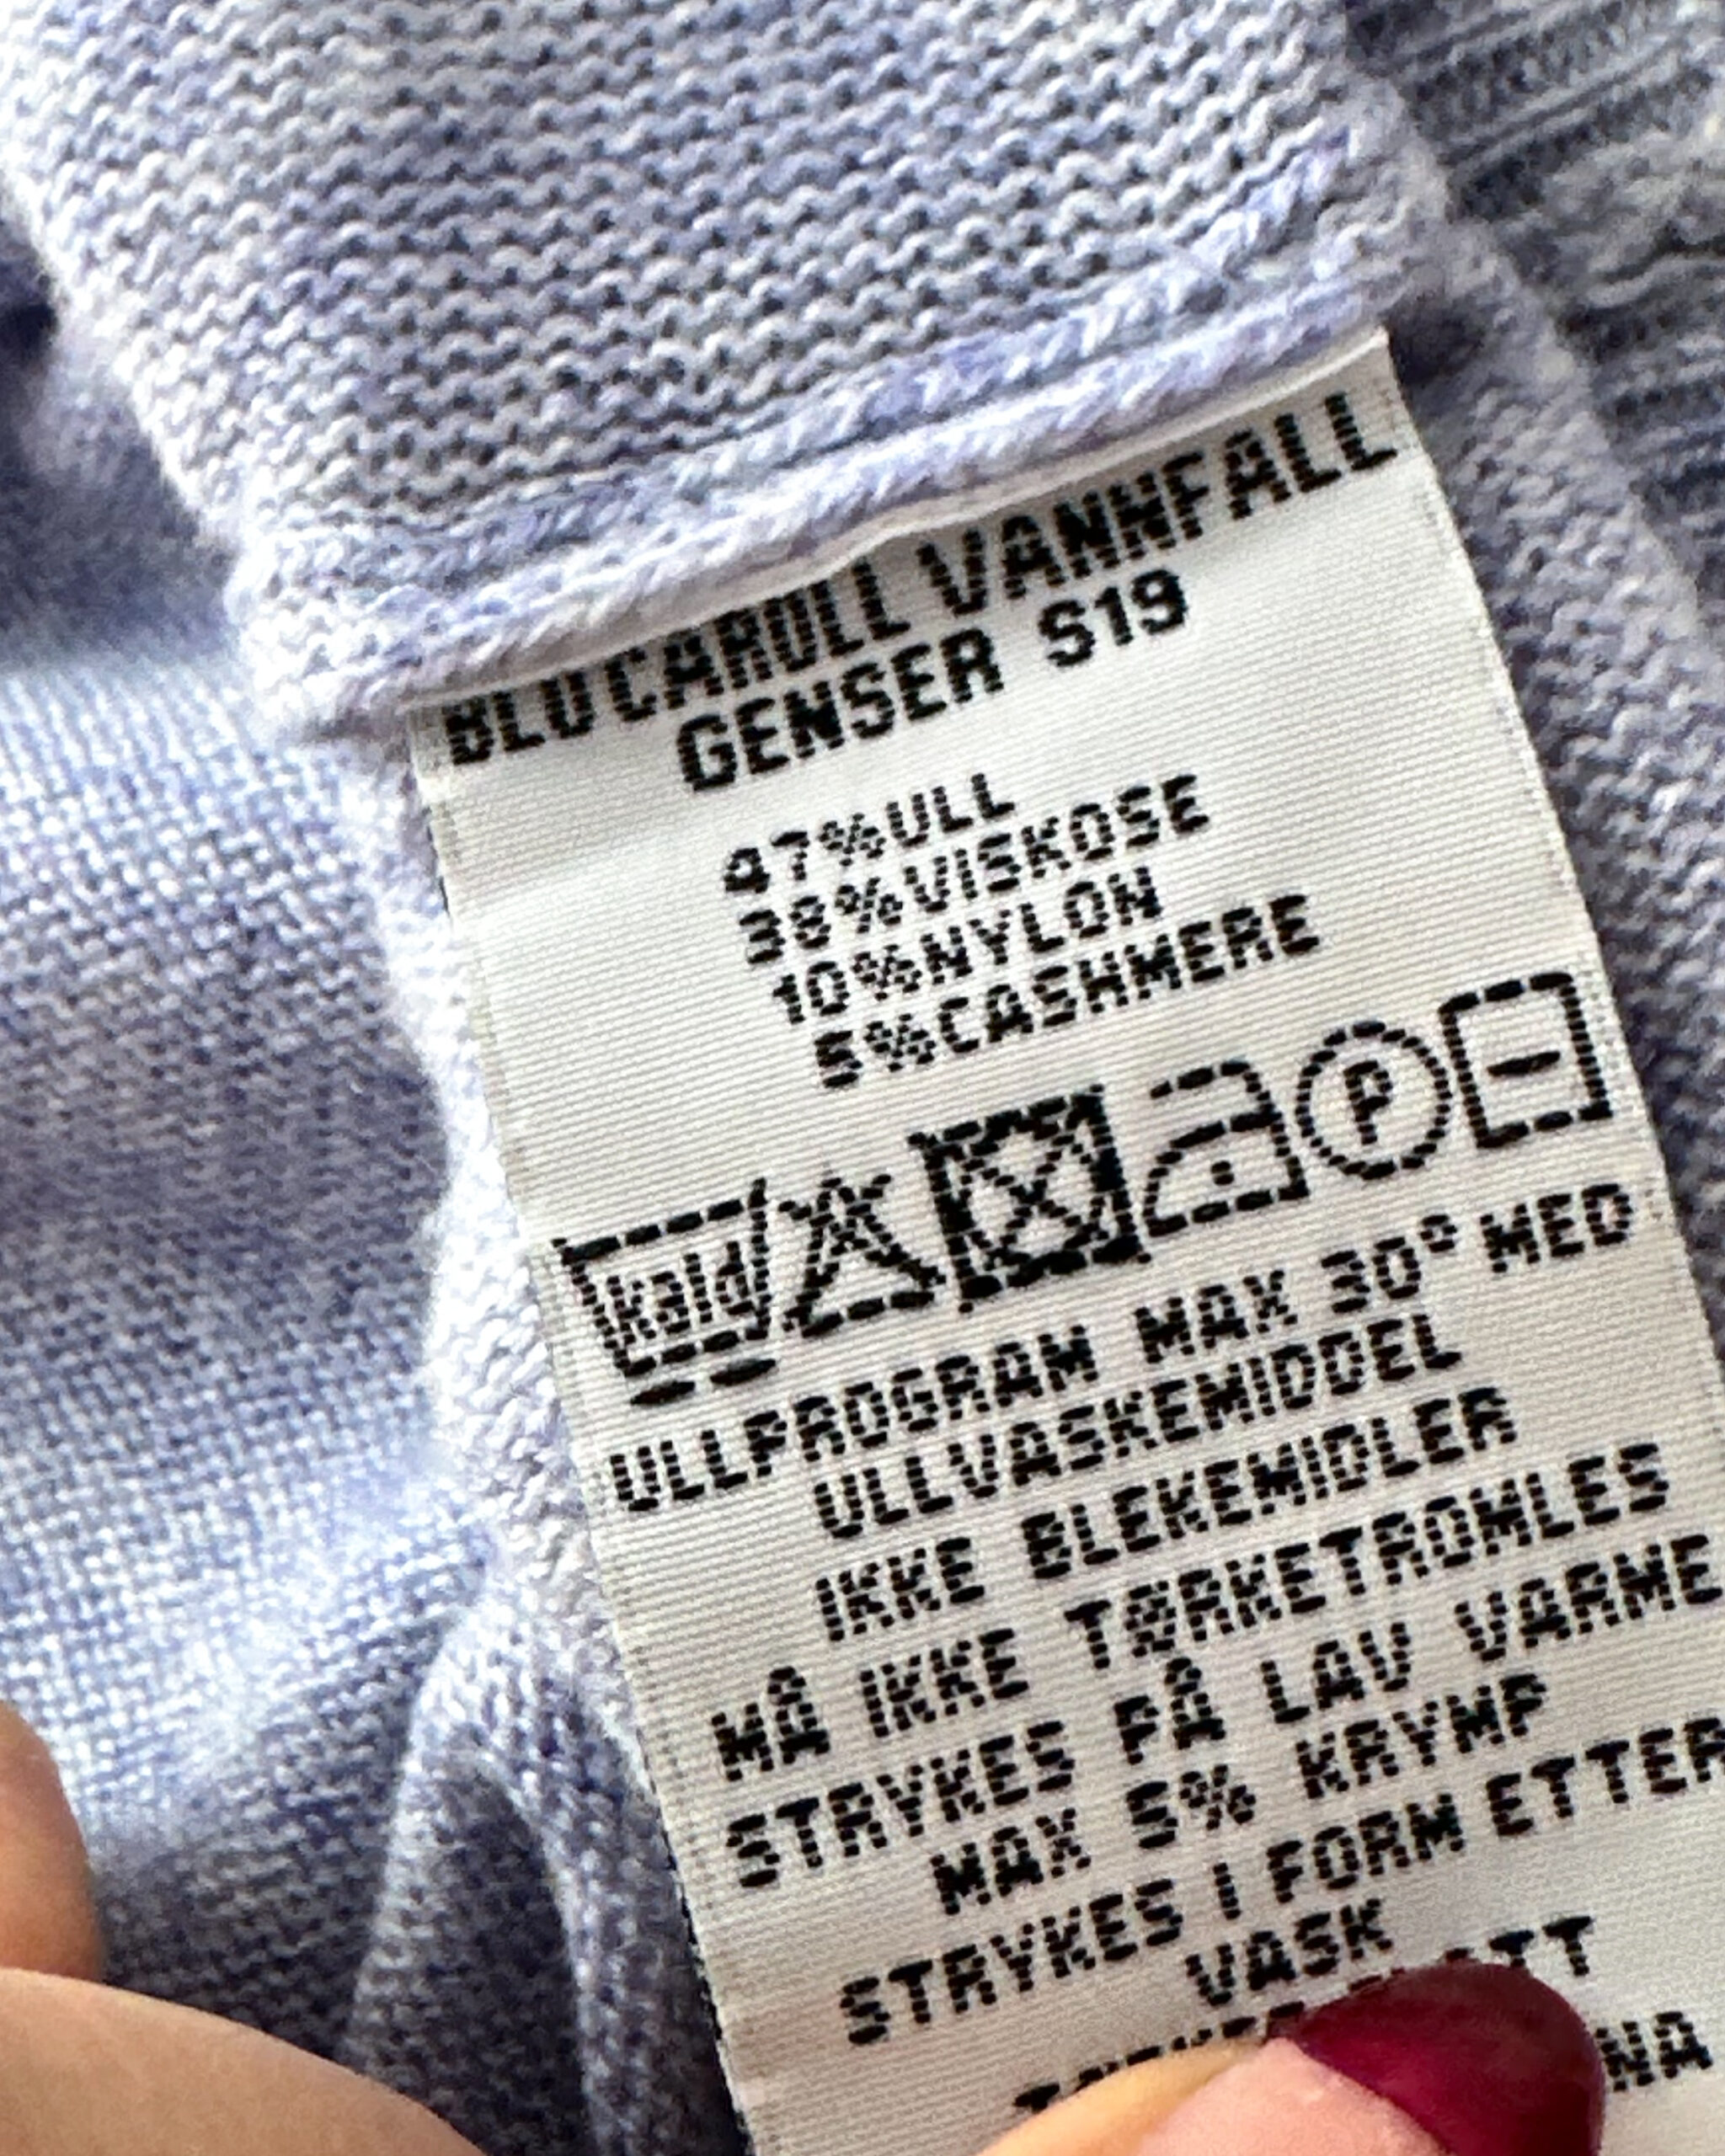 BLU CAROLL VANNFALL
GENSER S19
47%ULL
38%VISKOSE
10%NYLON
5%CASHMERE
kald
P
ULLPROGRAM MAX 30° MED
ULLVASKEMIDDEL
IKKE BLEKEMIDLER
MÅ IKKE TØRKETROMLES
STRYKES PÅ LAV VARME
MAX 5% KRYMP
STRYKES I FORM ETTER
VASK